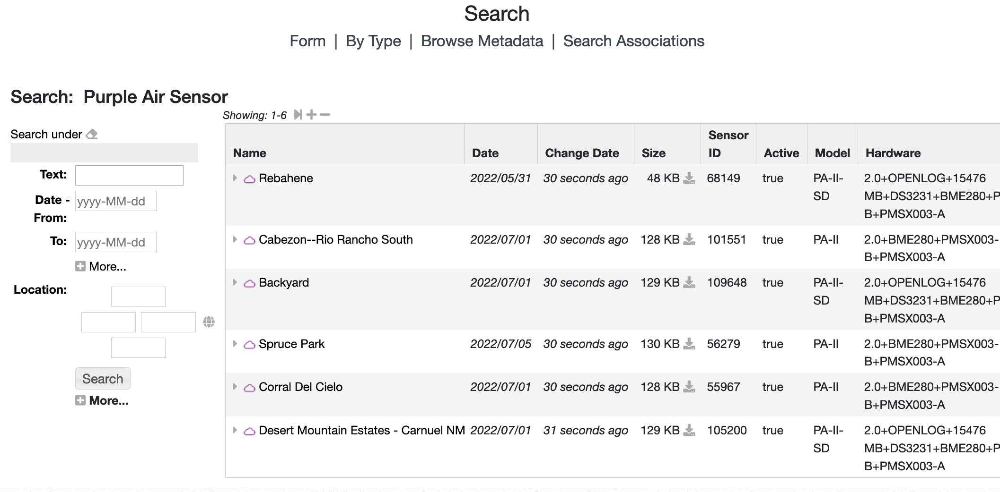 Search
Form | By Type | Browse Metadata | Search Associations
Search: Purple Air Sensor
Showing: 1-6
Search under
Text:
Date - From: yyyy-MM-dd
To: yyyy-MM-dd
More...
Location:
Search
More...
Name Date Change Date Size Sensor ID Active Model Hardware
Rebahene 2022/05/31 30 seconds ago 48 KB 68149 true PA-II- 2.0+OPENLOG+15476
SD MB+DS3231+BME280+P
B+PMSX003-A
Cabezon--Rio Rancho South 2022/07/01 30 seconds ago 128 KB 101551 true PA-II 2.0+BME280+PMSX003-
B+PMSX003-A
Backyard 2022/07/01 30 seconds ago 129 KB 109648 true PA-II- 2.0+OPENLOG+15476
SD MB+DS3231+BME280+P
B+PMSX003-A
Spruce Park 2022/07/05 30 seconds ago 130 KB 56279 true PA-II 2.0+BME280+PMSX003-
B+PMSX003-A
Corral Del Cielo 2022/07/01 30 seconds ago 128 KB 55967 true PA-II 2.0+BME280+PMSX003-
B+PMSX003-A
Desert Mountain Estates - Carnuel NM 2022/07/01 31 seconds ago 129 KB 105200 true PA-II- 2.0+OPENLOG+15476
SD MB+DS3231+BME280+P
B+PMSX003-A